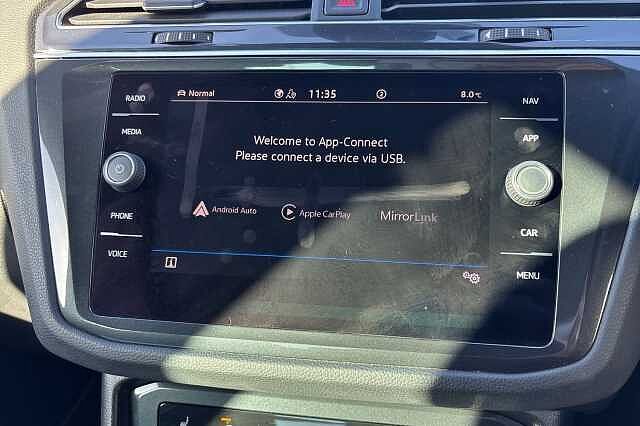 Normal 11:35 2 8.0°C
RADIO
MEDIA
PHONE
VOICE
Welcome to App-Connect
Please connect a device via USB.
Android Auto Apple CarPlay MirrorLink
i
NAV
APP
CAR
MENU